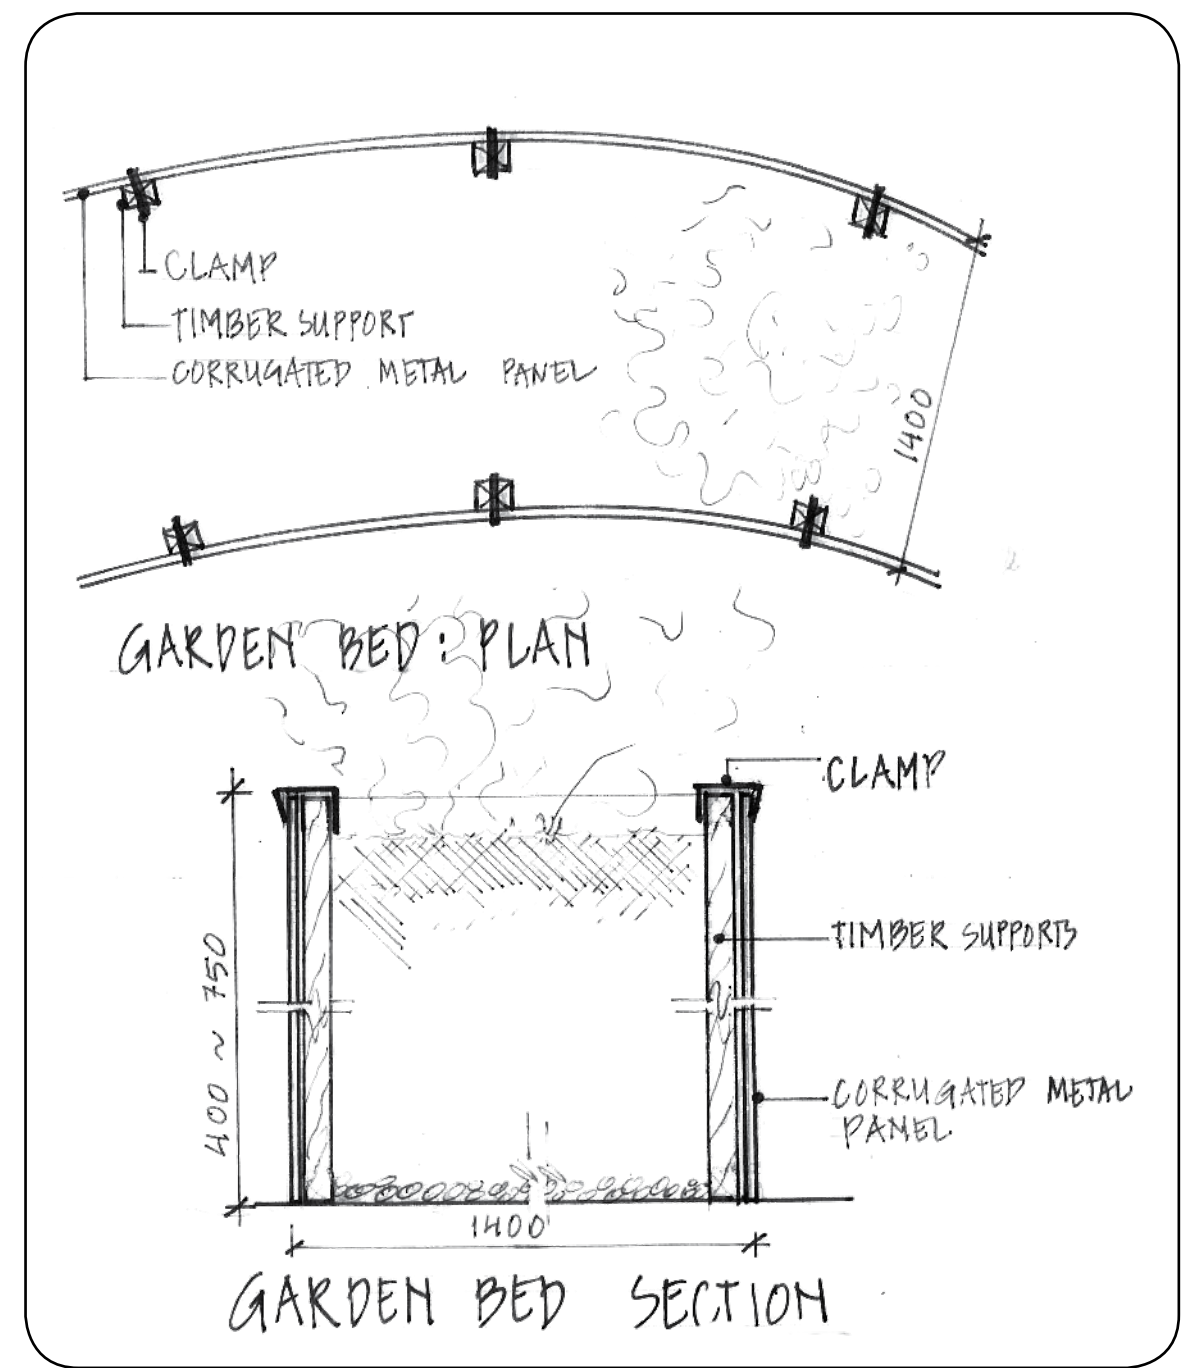 CLAMP
TIMBER SUPPORT
CORRUGATED METAL PANEL
1400
GARDEN BED: PLAN
CLAMP
TIMBER SUPPORTS
400 ~ 750
CORRUGATED METAL
PANEL
1400
GARDEN BED SECTION